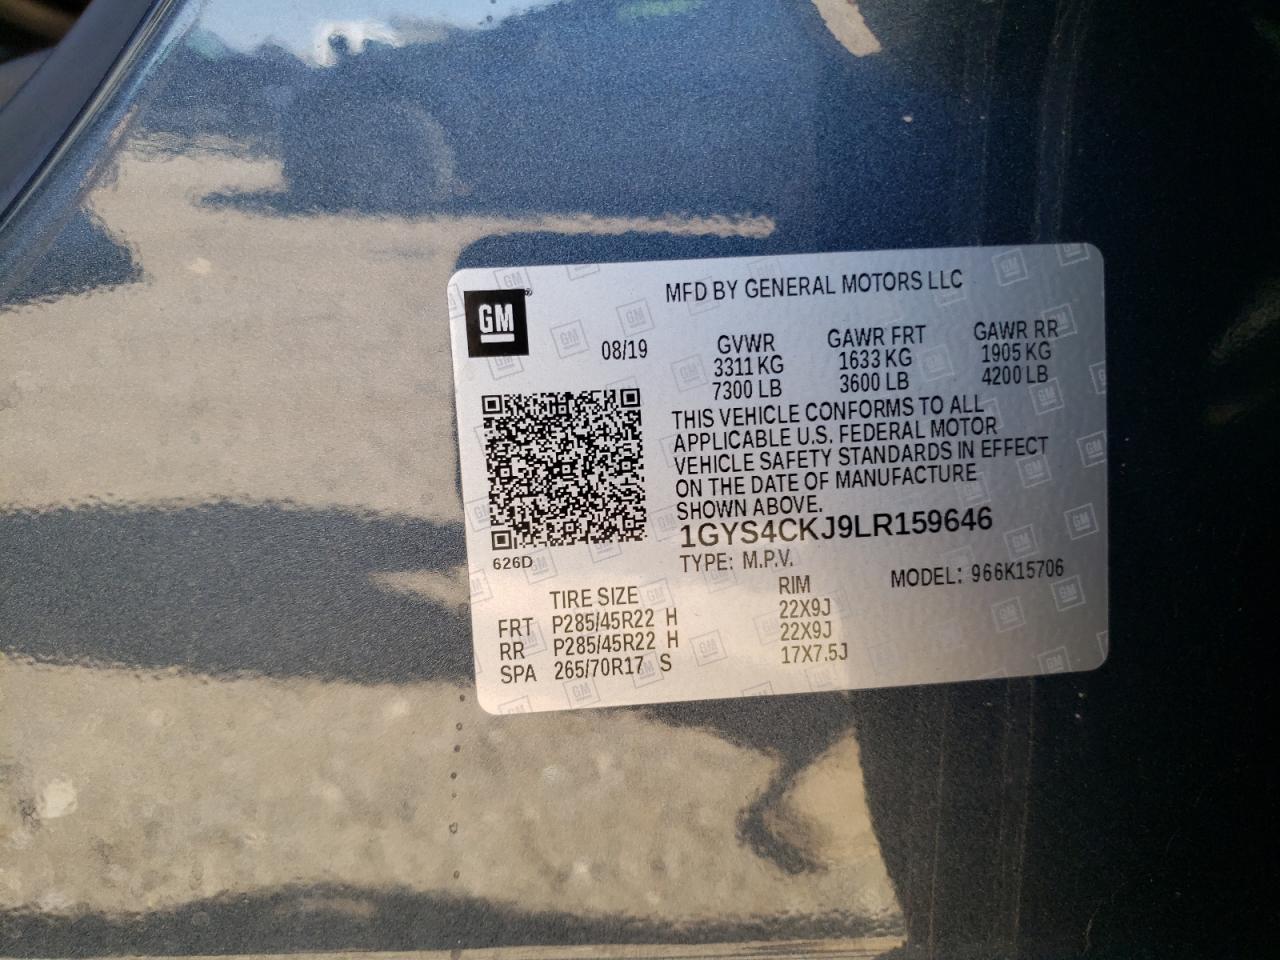 MFD BY GENERAL MOTORS LLC
GM
08/19
GVWR GAWR FRT GAWR RR
3311 KG 1633 KG 1905 KG
7300 LB 3600 LB 4200 LB
THIS VEHICLE CONFORMS TO ALL
APPLICABLE U.S. FEDERAL MOTOR
VEHICLE SAFETY STANDARDS IN EFFECT
ON THE DATE OF MANUFACTURE
SHOWN ABOVE.
1GYS4CKJ9LR159646
626D
TYPE: M.P.V. MODEL: 966K15706
TIRE SIZE RIM
FRT P285/45R22 H 22X9J
RR P285/45R22 H 22X9J
SPA 265/70R17 S 17X7.5J